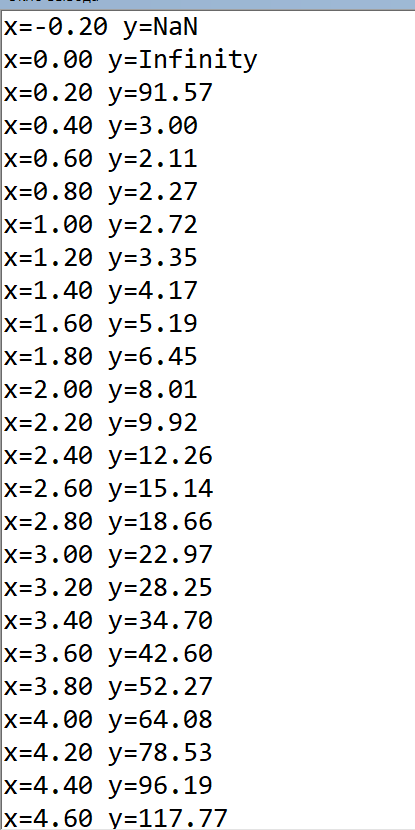 x=-0.20 y=NaN
x=0.00 y=Infinity
x=0.20 y=91.57
x=0.40 y=3.00
x=0.60 y=2.11
x=0.80 y=2.27
x=1.00 y=2.72
x=1.20 y=3.35
x=1.40 y=4.17
x=1.60 y=5.19
x=1.80 y=6.45
x=2.00 y=8.01
x=2.20 y=9.92
x=2.40 y=12.26
x=2.60 y=15.14
x=2.80 y=18.66
x=3.00 y=22.97
x=3.20 y=28.25
x=3.40 y=34.70
x=3.60 y=42.60
x=3.80 y=52.27
x=4.00 y=64.08
x=4.20 y=78.53
x=4.40 y=96.19
x=4.60 y=117.77